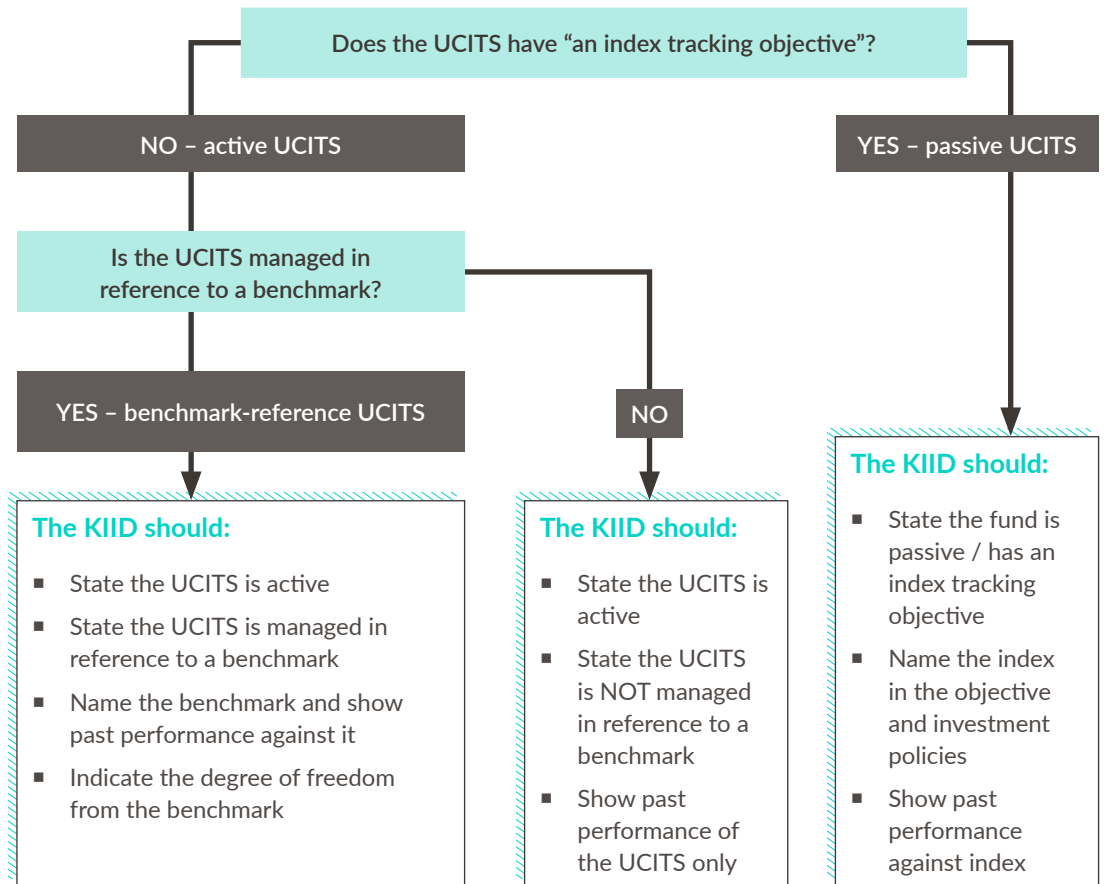 Does the UCITS have “an index tracking objective”?
NO – active UCITS
YES – passive UCITS
Is the UCITS managed in
reference to a benchmark?
YES – benchmark-reference UCITS
NO
The KIID should:
■ State the UCITS is active
■ State the UCITS is managed in
reference to a benchmark
■ Name the benchmark and show
past performance against it
■ Indicate the degree of freedom
from the benchmark
The KIID should:
■ State the UCITS is
active
■ State the UCITS
is NOT managed
in reference to a
benchmark
■ Show past
performance of
the UCITS only
The KIID should:
■ State the fund is
passive / has an
index tracking
objective
■ Name the index
in the objective
and investment
policies
■ Show past
performance
against index